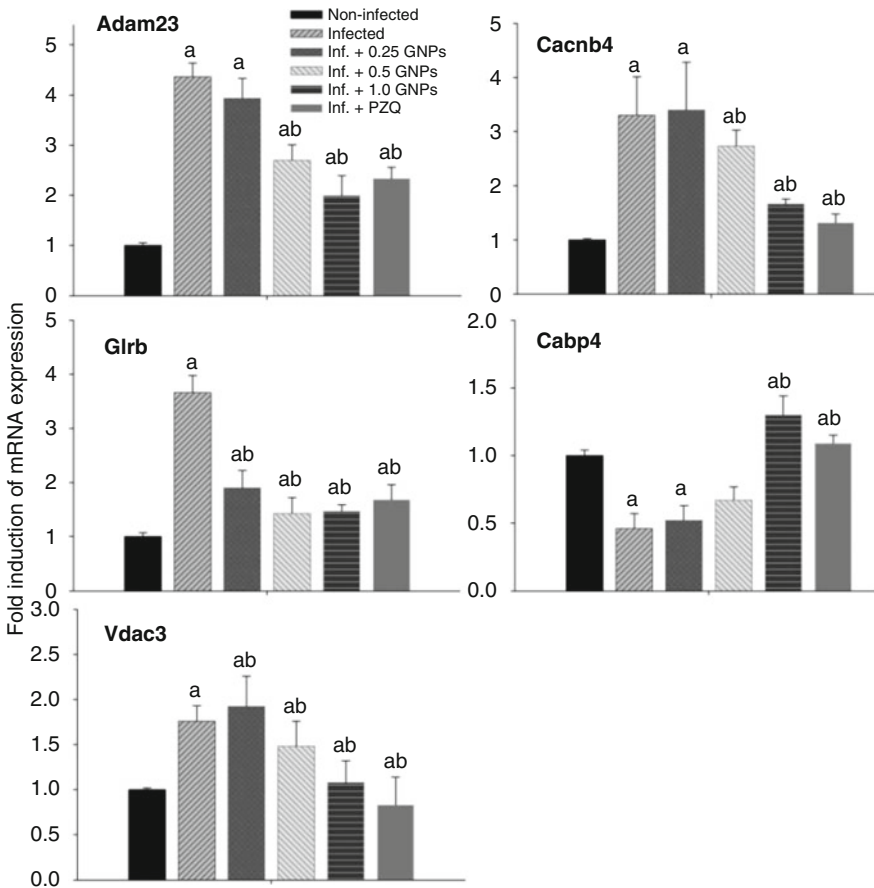 Fold induction of mRNA expression
Adam23
Non-infected
Infected
Inf. + 0.25 GNPs
Inf. + 0.5 GNPs
Inf. + 1.0 GNPs
Inf. + PZQ
5
4
3
2
1
0
a
a
ab
ab
ab
Cacnb4
5
4
3
2
1
0
a
a
ab
ab
ab
Glrb
5
4
3
2
1
0
a
ab
ab
ab
ab
Cabp4
2.0
1.5
1.0
0.5
0.0
a
a
ab
ab
Vdac3
3.0
2.5
2.0
1.5
1.0
0.5
0.0
a
ab
ab
ab
ab